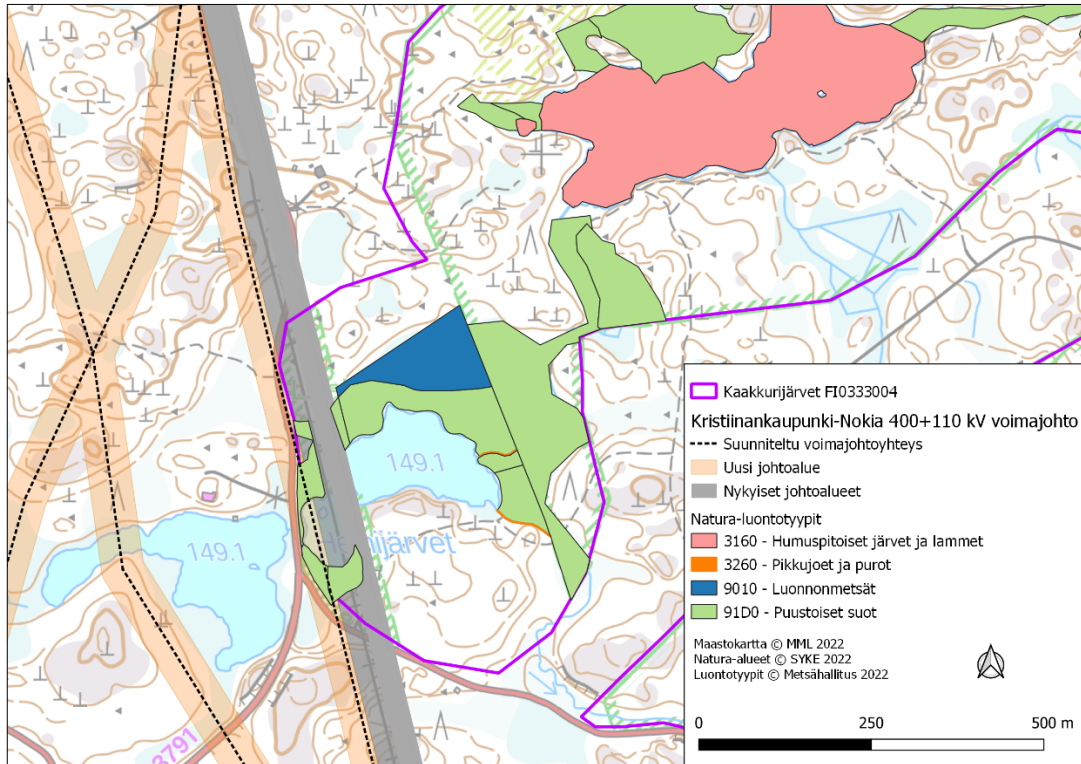 149.1
149.1
järvet
3791
Kaakkurijärvet FI0333004
Kristiinankaupunki-Nokia 400+110 kV voimajohto
Suunniteltu voimajohtoyhteys
Uusi johtoalue
Nykyiset johtoalueet
Natura-luontotyypit
3160 - Humuspitoiset järvet ja lammet
3260 - Pikkujoet ja purot
9010 - Luonnonmetsät
91D0 - Puustoiset suot
Maastokartta © MML 2022
Natura-alueet © SYKE 2022
Luontotyypit © Metsähallitus 2022
0 250 500 m